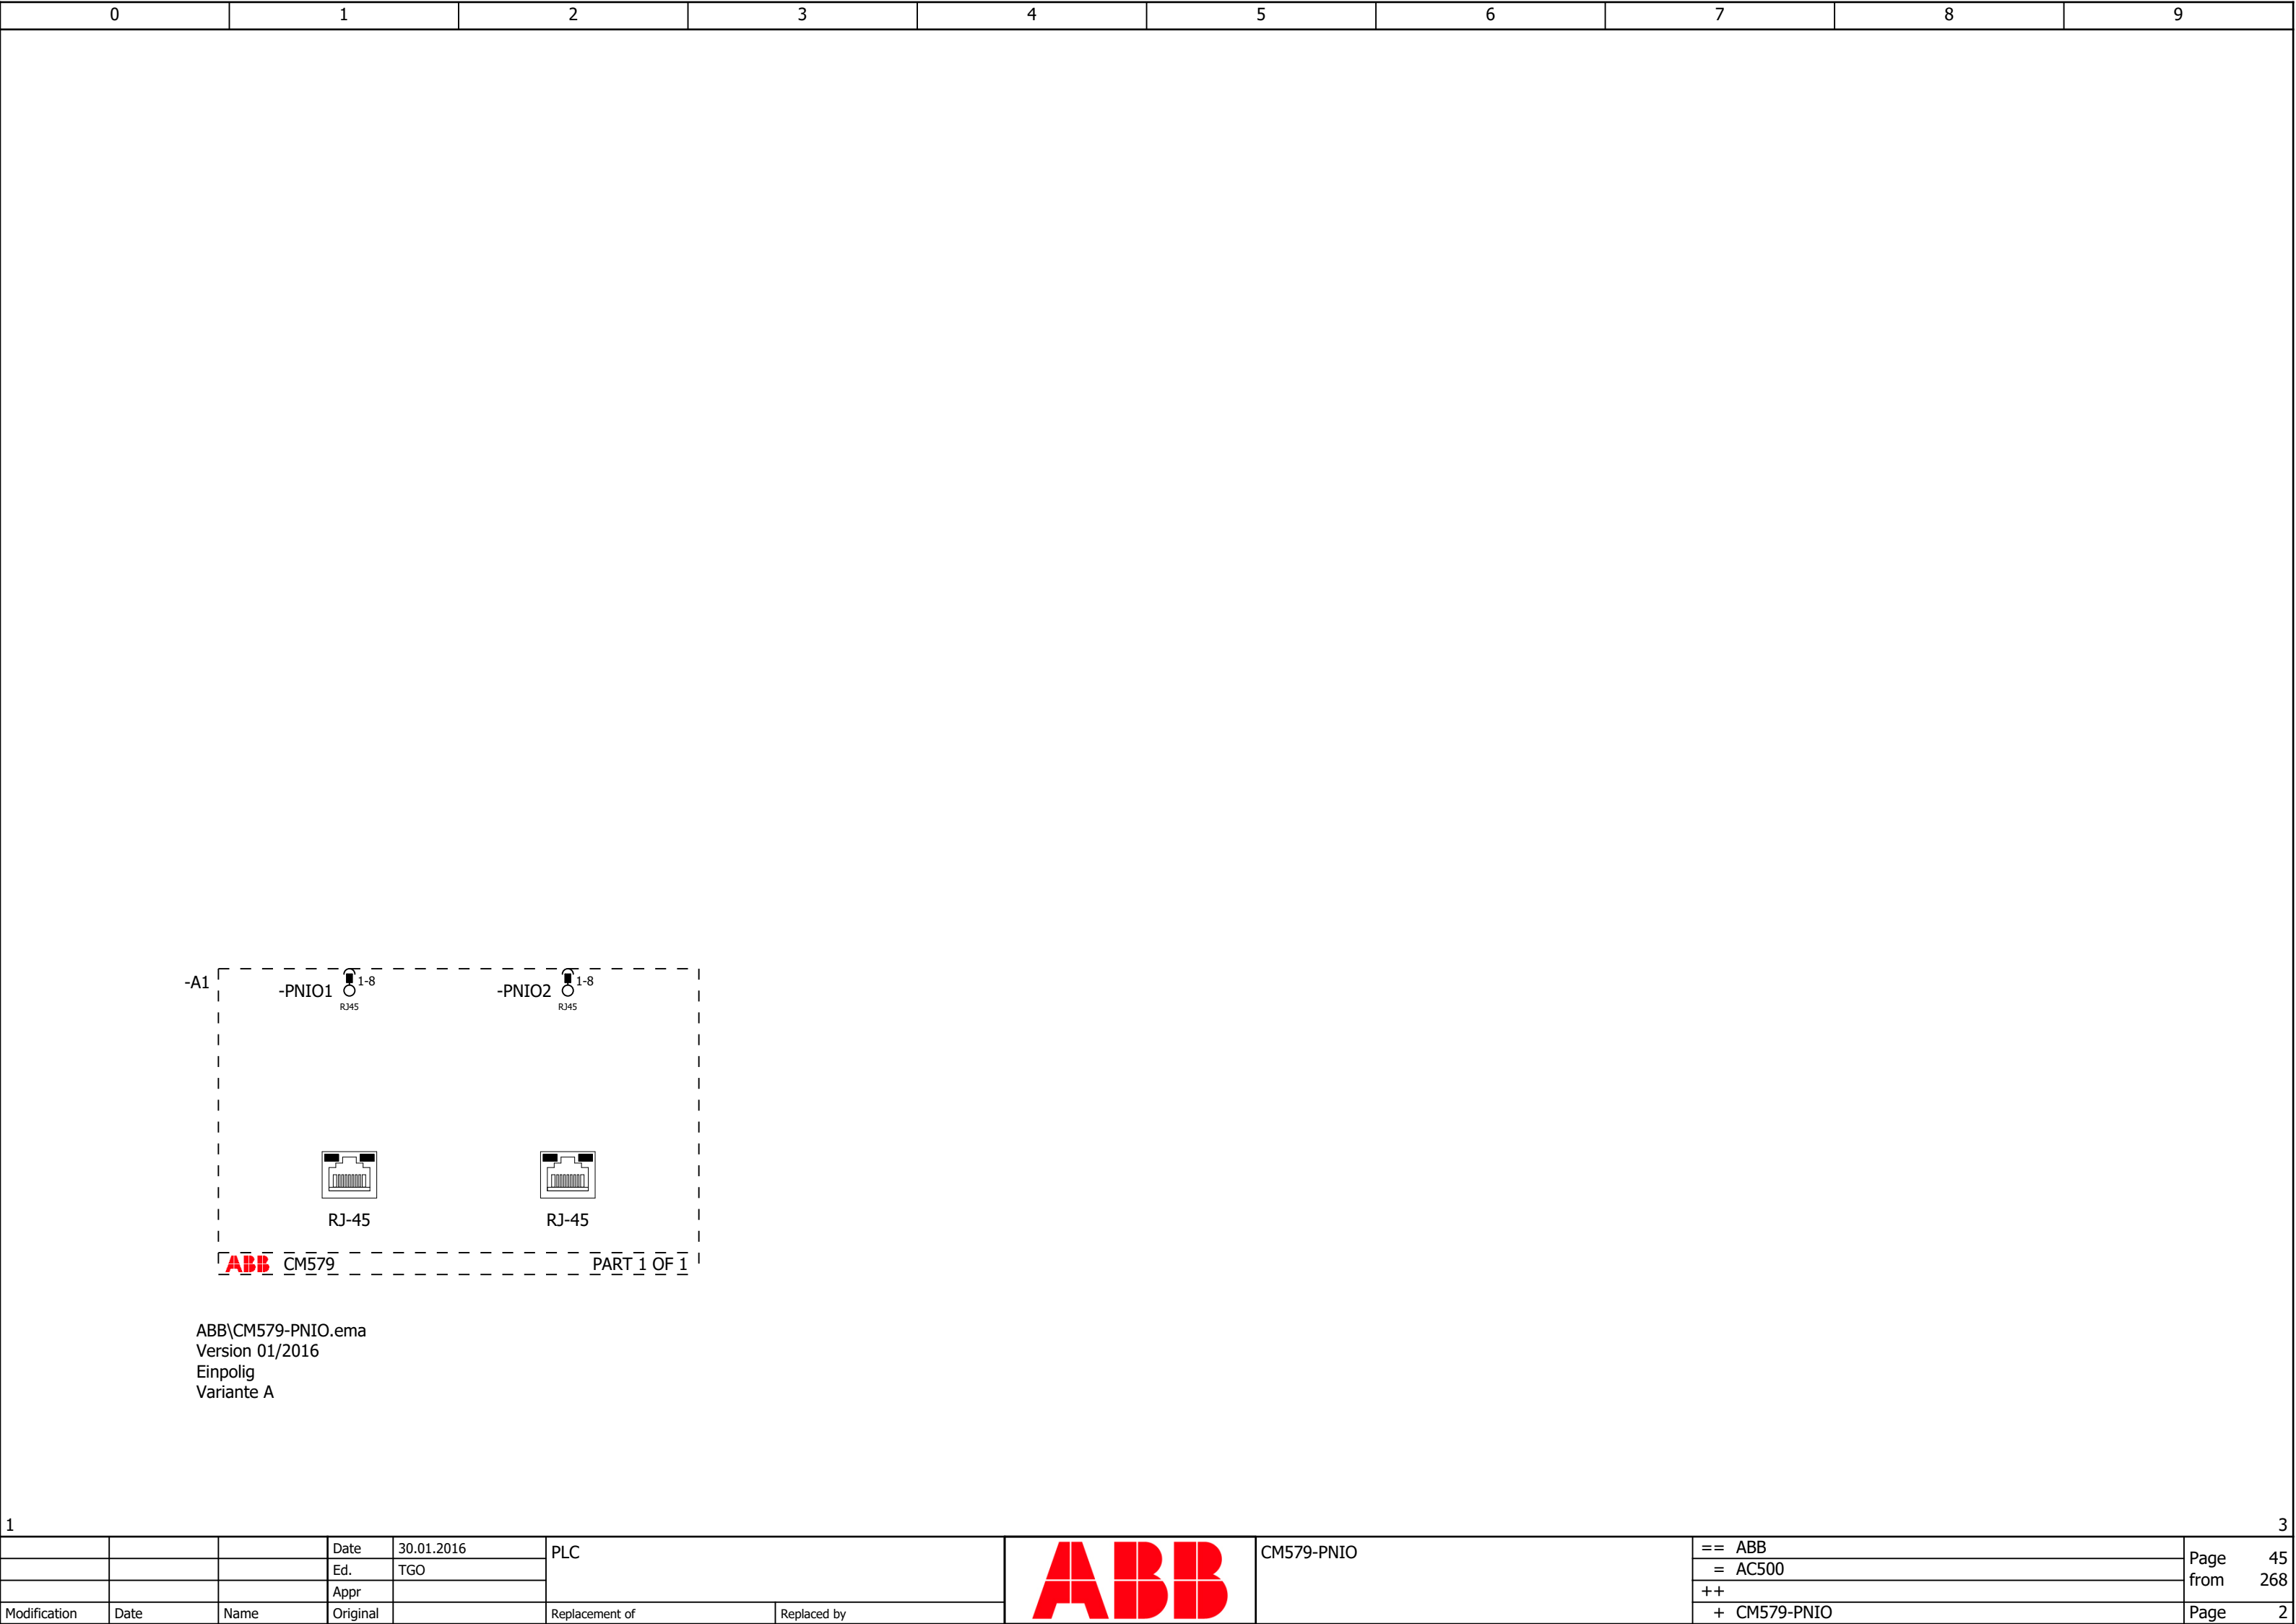 0 1 2 3 4 5 6 7 8 9
-A1
-PNIO1 1-8
RJ45
-PNIO2 1-8
RJ45
RJ-45
RJ-45
ABB CM579 PART 1 OF 1
ABB\CM579-PNIO.ema
Version 01/2016
Einpolig
Variante A
1
3
Date 30.01.2016
Ed. TGO
Appr
Modification Date Name Original
PLC
Replacement of
Replaced by
ABB
CM579-PNIO
== ABB
= AC500
++
+ CM579-PNIO
Page 45
from 268
Page 2